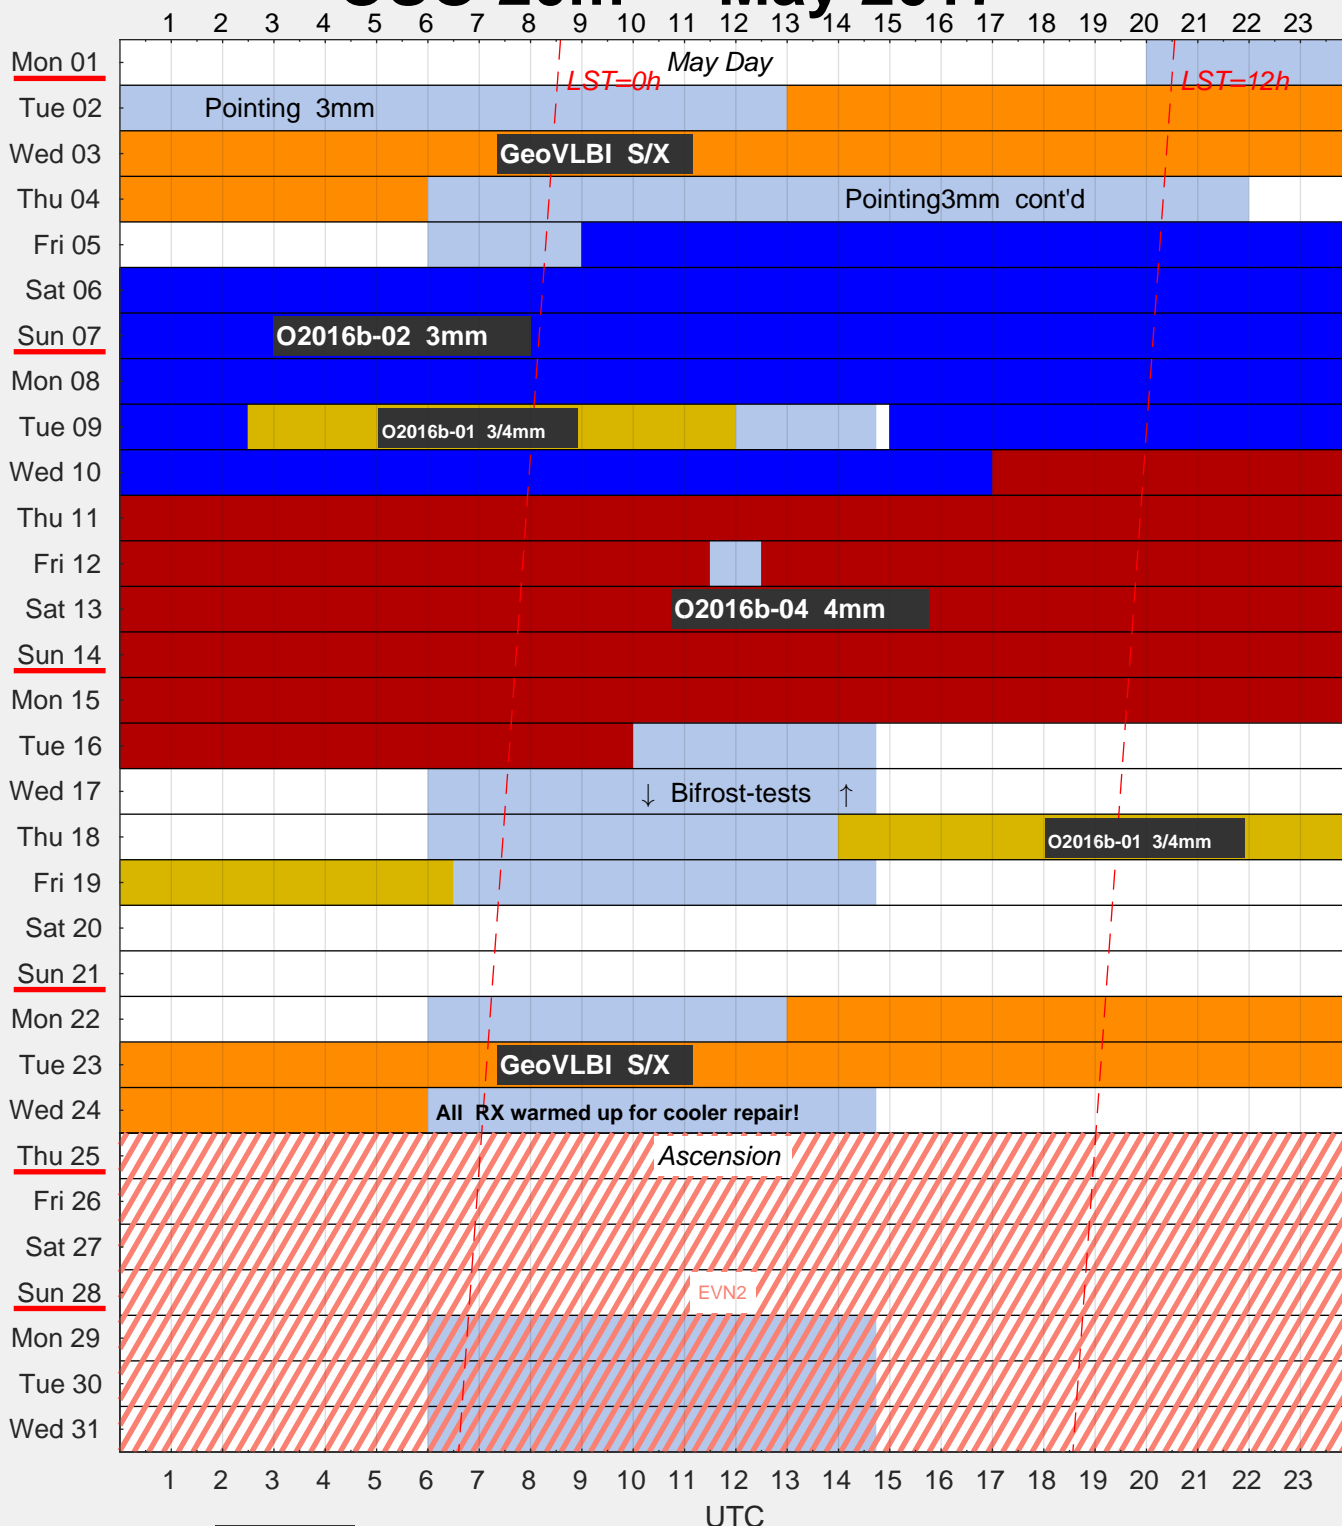 1 2 3 4 5 6 7 8 9 10 11 12 13 14 15 16 17 18 19 20 21 22 23
Mon 01 May Day
LST=0h LST=12h
Tue 02 Pointing 3mm
Wed 03 GeoVLBI S/X
Thu 04 Pointing3mm cont'd
Fri 05
Sat 06
Sun 07 O2016b-02 3mm
Mon 08
Tue 09 O2016b-01 3/4mm
Wed 10
Thu 11
Fri 12
Sat 13 O2016b-04 4mm
Sun 14
Mon 15
Tue 16
Wed 17 ↓ Bifrost-tests ↑
Thu 18 O2016b-01 3/4mm
Fri 19
Sat 20
Sun 21
Mon 22
Tue 23 GeoVLBI S/X
Wed 24 All RX warmed up for cooler repair!
Thu 25 Ascension
Fri 26
Sat 27
Sun 28 EVN2
Mon 29
Tue 30
Wed 31
1 2 3 4 5 6 7 8 9 10 11 12 13 14 15 16 17 18 19 20 21 22 23
UTC